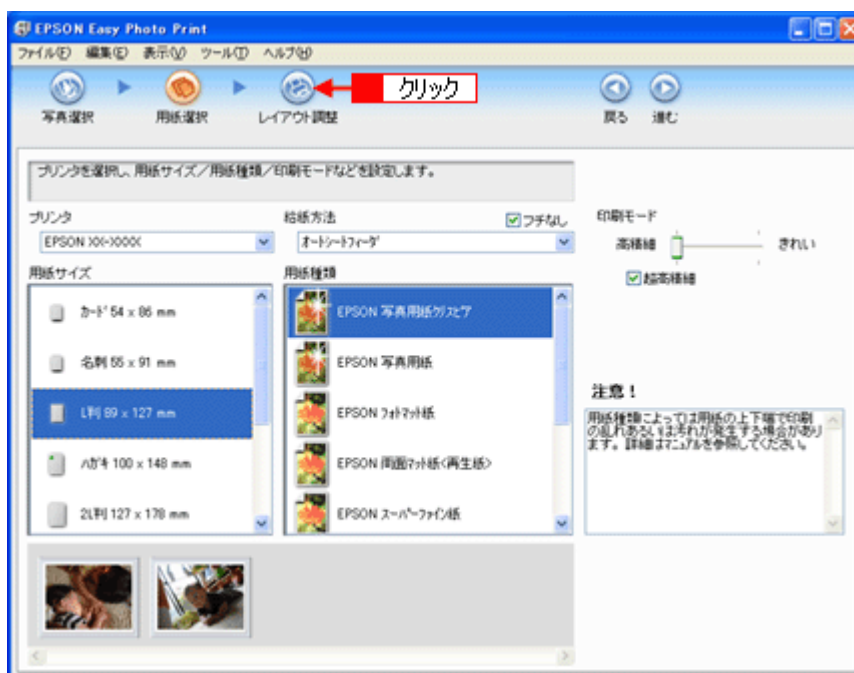 EPSON Easy Photo Print
ファイル(F) 編集(E) 表示(V) ツール(T) ヘルプ(H)
クリック
写真選択 用紙選択 レイアウト調整 戻る 進む
プリンタを選択し、用紙サイズ/用紙種類/印刷モードなどを設定します。
プリンタ 給紙方法 フチなし 印刷モード
EPSON XX-XXXX オートシートフィーダ 高精細 きれい
用紙サイズ 用紙種類 超高精細
カード 54 x 86 mm EPSON 写真用紙クリスピア
名刺 55 x 91 mm EPSON 写真用紙
L判 89 x 127 mm EPSON フォトマット紙
ハガキ 100 x 148 mm EPSON 両面マット紙<再生紙>
2L判 127 x 178 mm EPSON スーパーファイン紙
注意!
用紙種類によっては用紙の上下端で印刷
の乱れあるいは汚れが発生する場合があり
ます。詳細はマニュアルを参照してください。